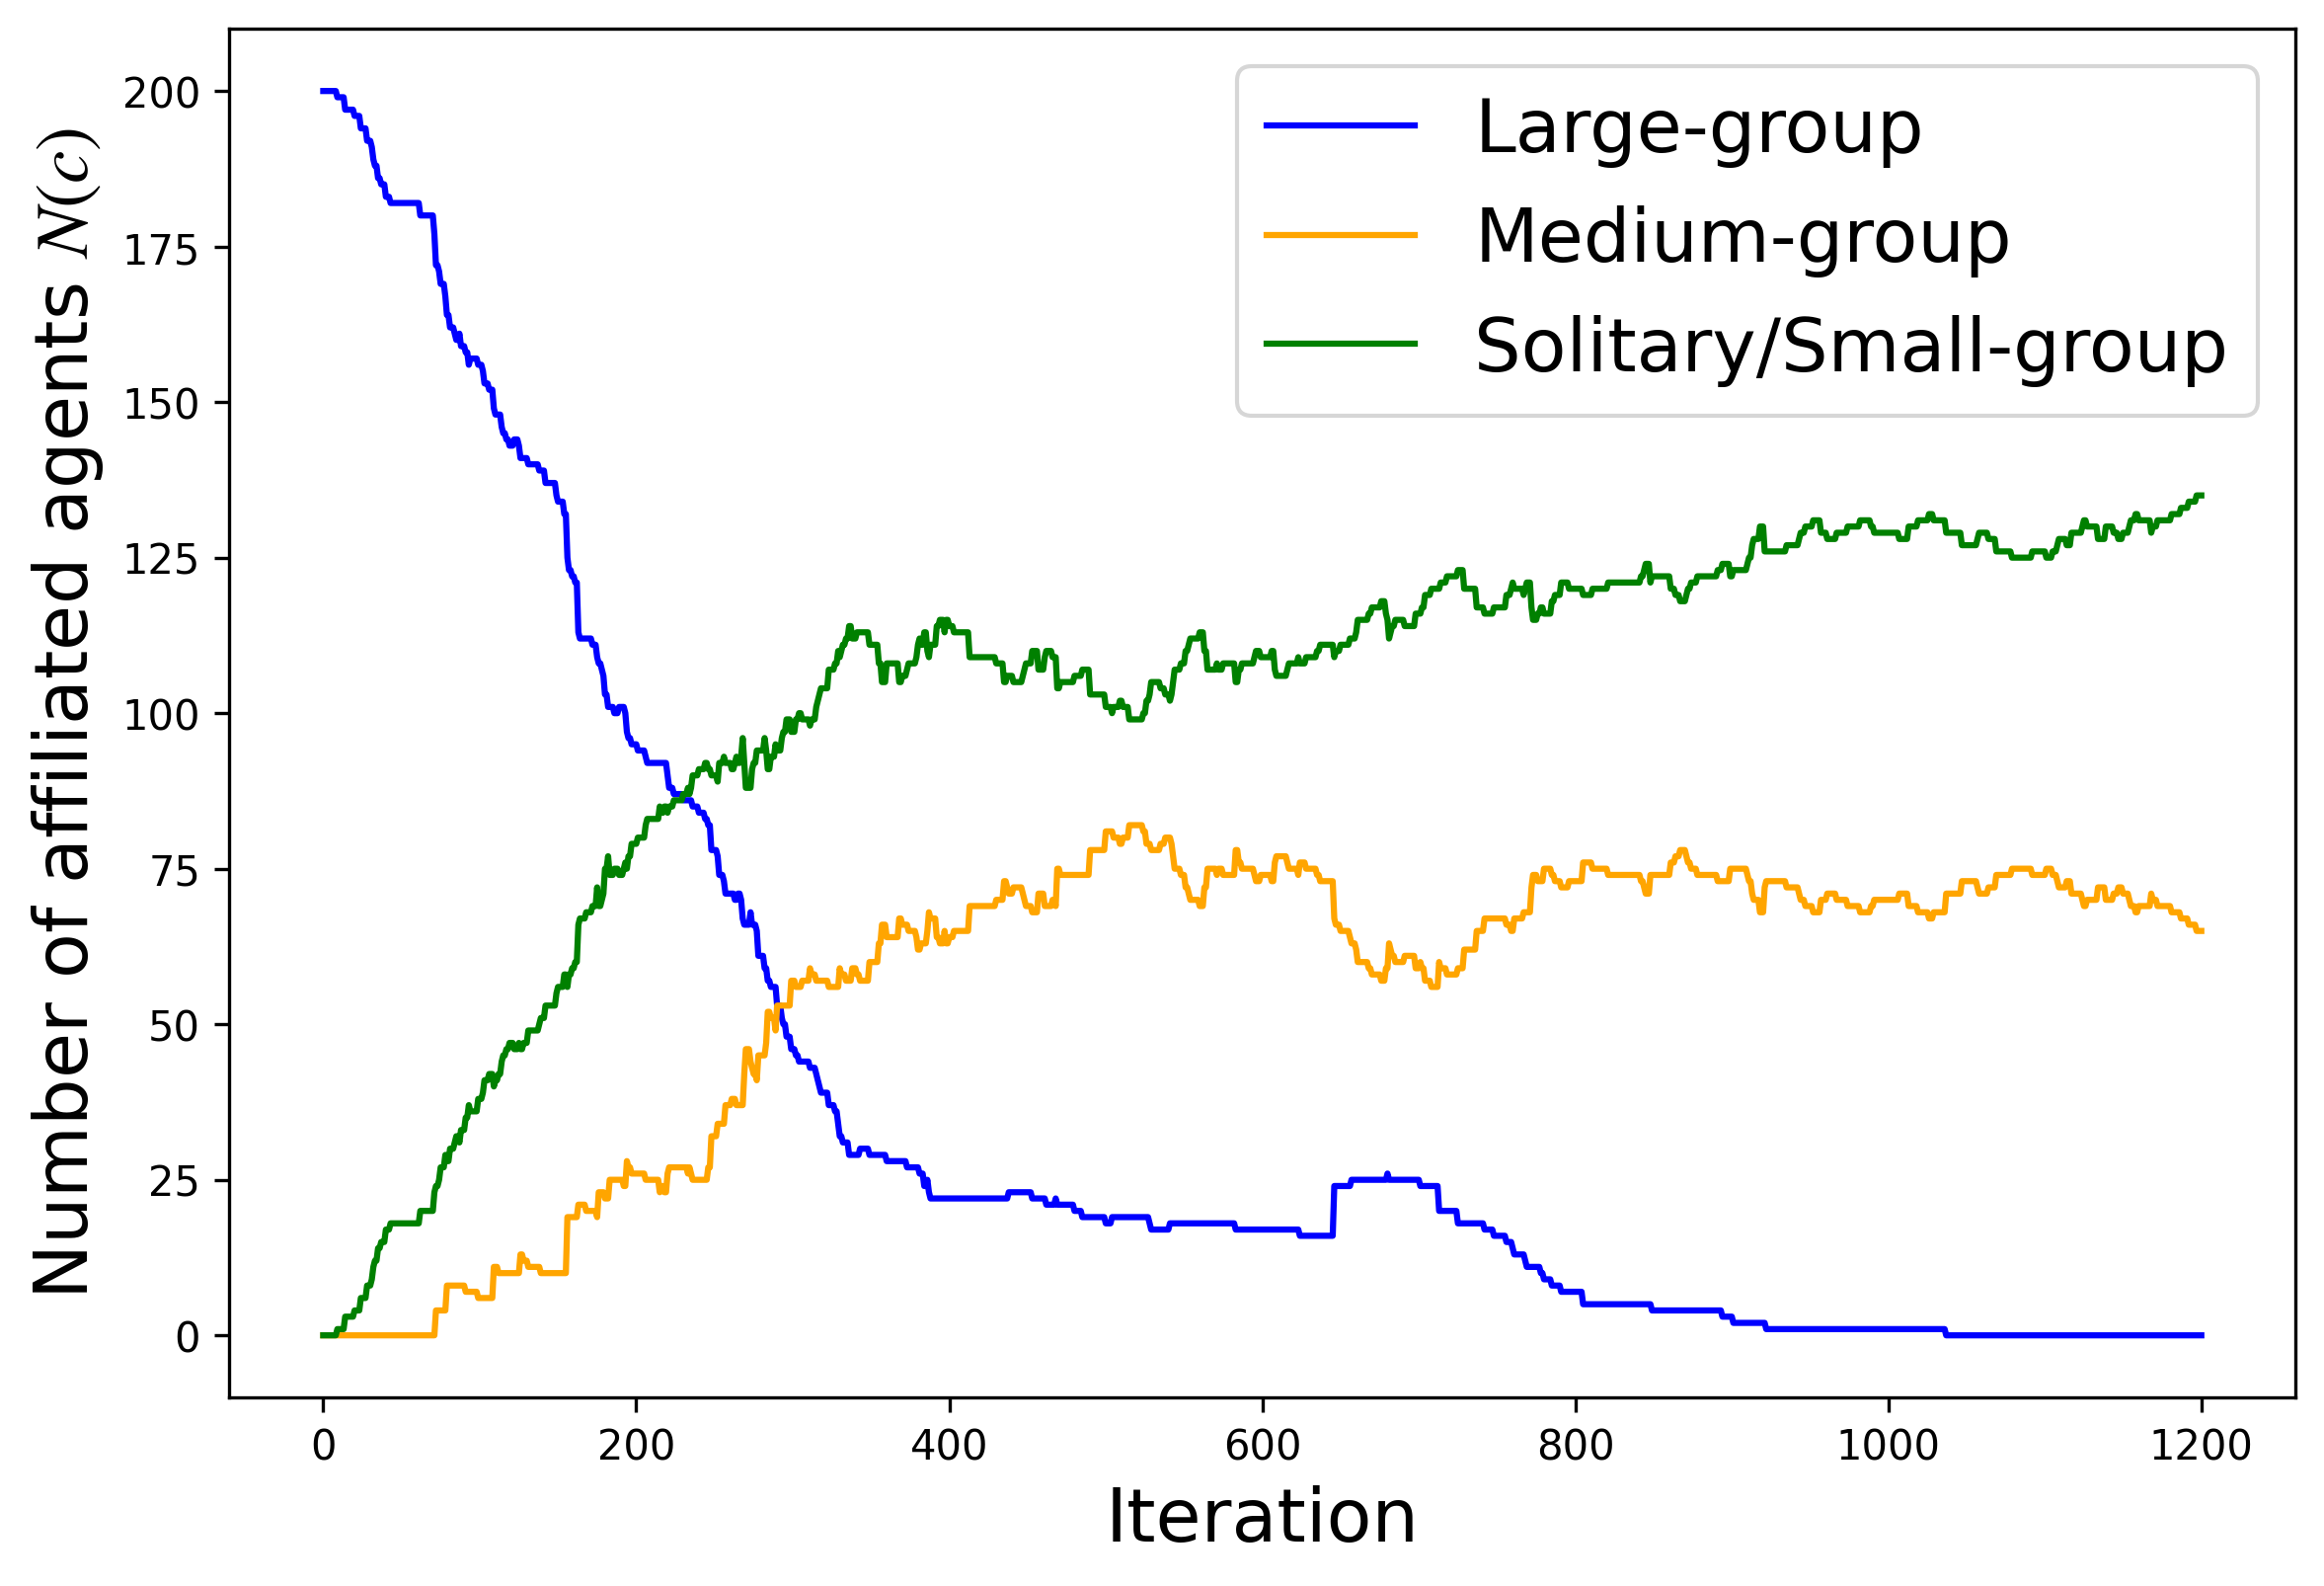 Number of affiliated agents N(c)
200
175
150
125
100
75
50
25
0
Large-group
Medium-group
Solitary/Small-group
0 200 400 600 800 1000 1200
Iteration